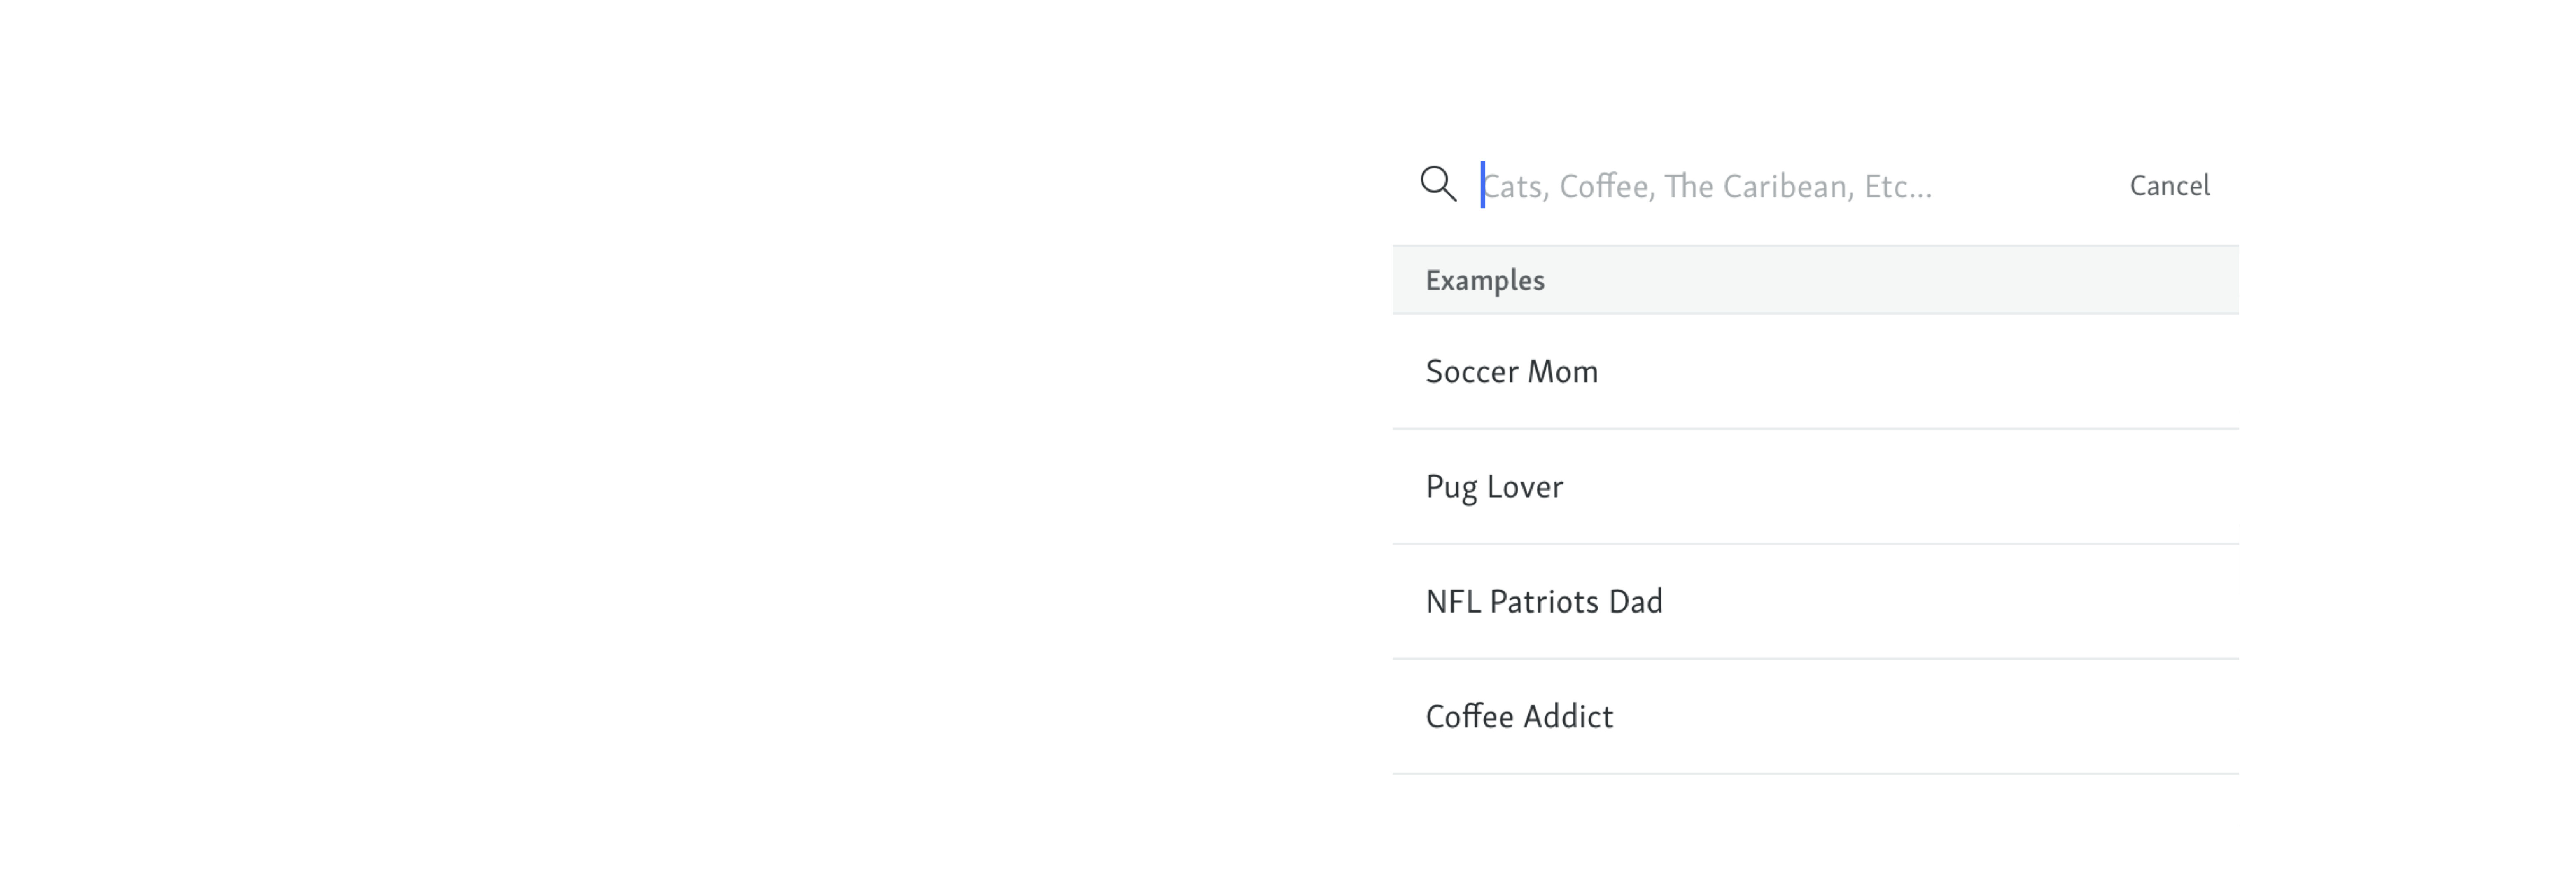 Cats, Coffee, The Caribean, Etc... Cancel
Examples
Soccer Mom
Pug Lover
NFL Patriots Dad
Coffee Addict